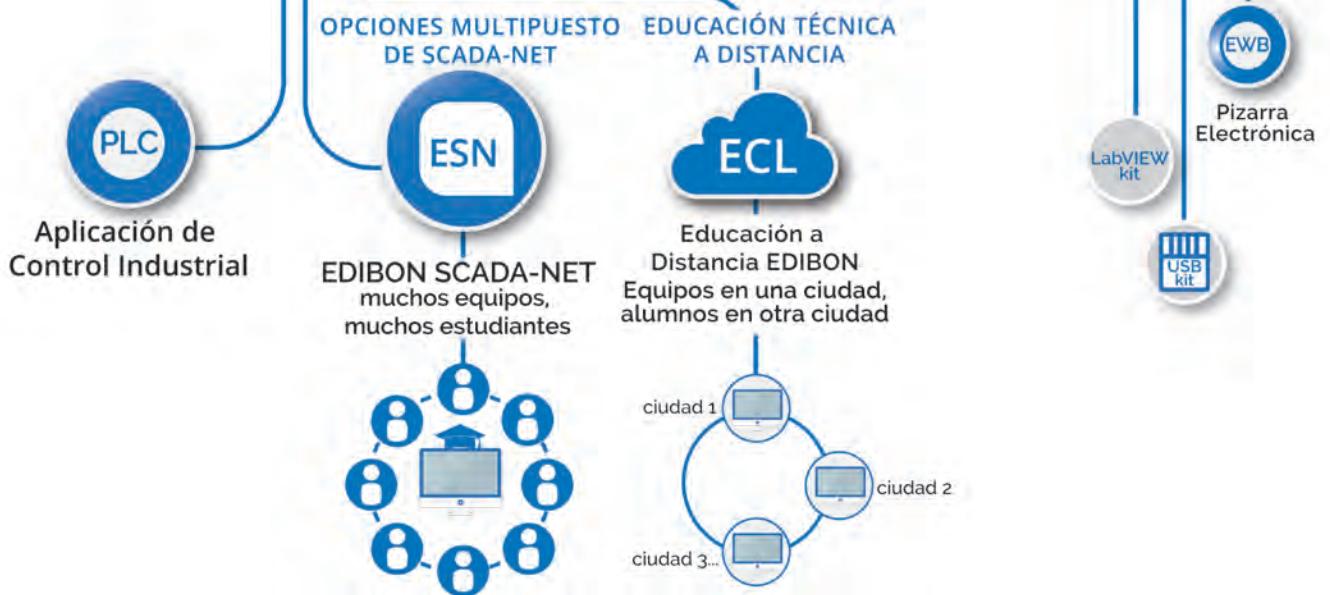 OPCIONES MULTIPUESTO
DE SCADA-NET
EDUCACIÓN TÉCNICA
A DISTANCIA
EWB
Pizarra
Electrónica
PLC
ESN
ECL
LabVIEW
kit
Aplicación de
Control Industrial
EDIBON SCADA-NET
muchos equipos,
muchos estudiantes
Educación a
Distancia EDIBON
Equipos en una ciudad,
alumnos en otra ciudad
USB
kit
ciudad 1
ciudad 2
ciudad 3...